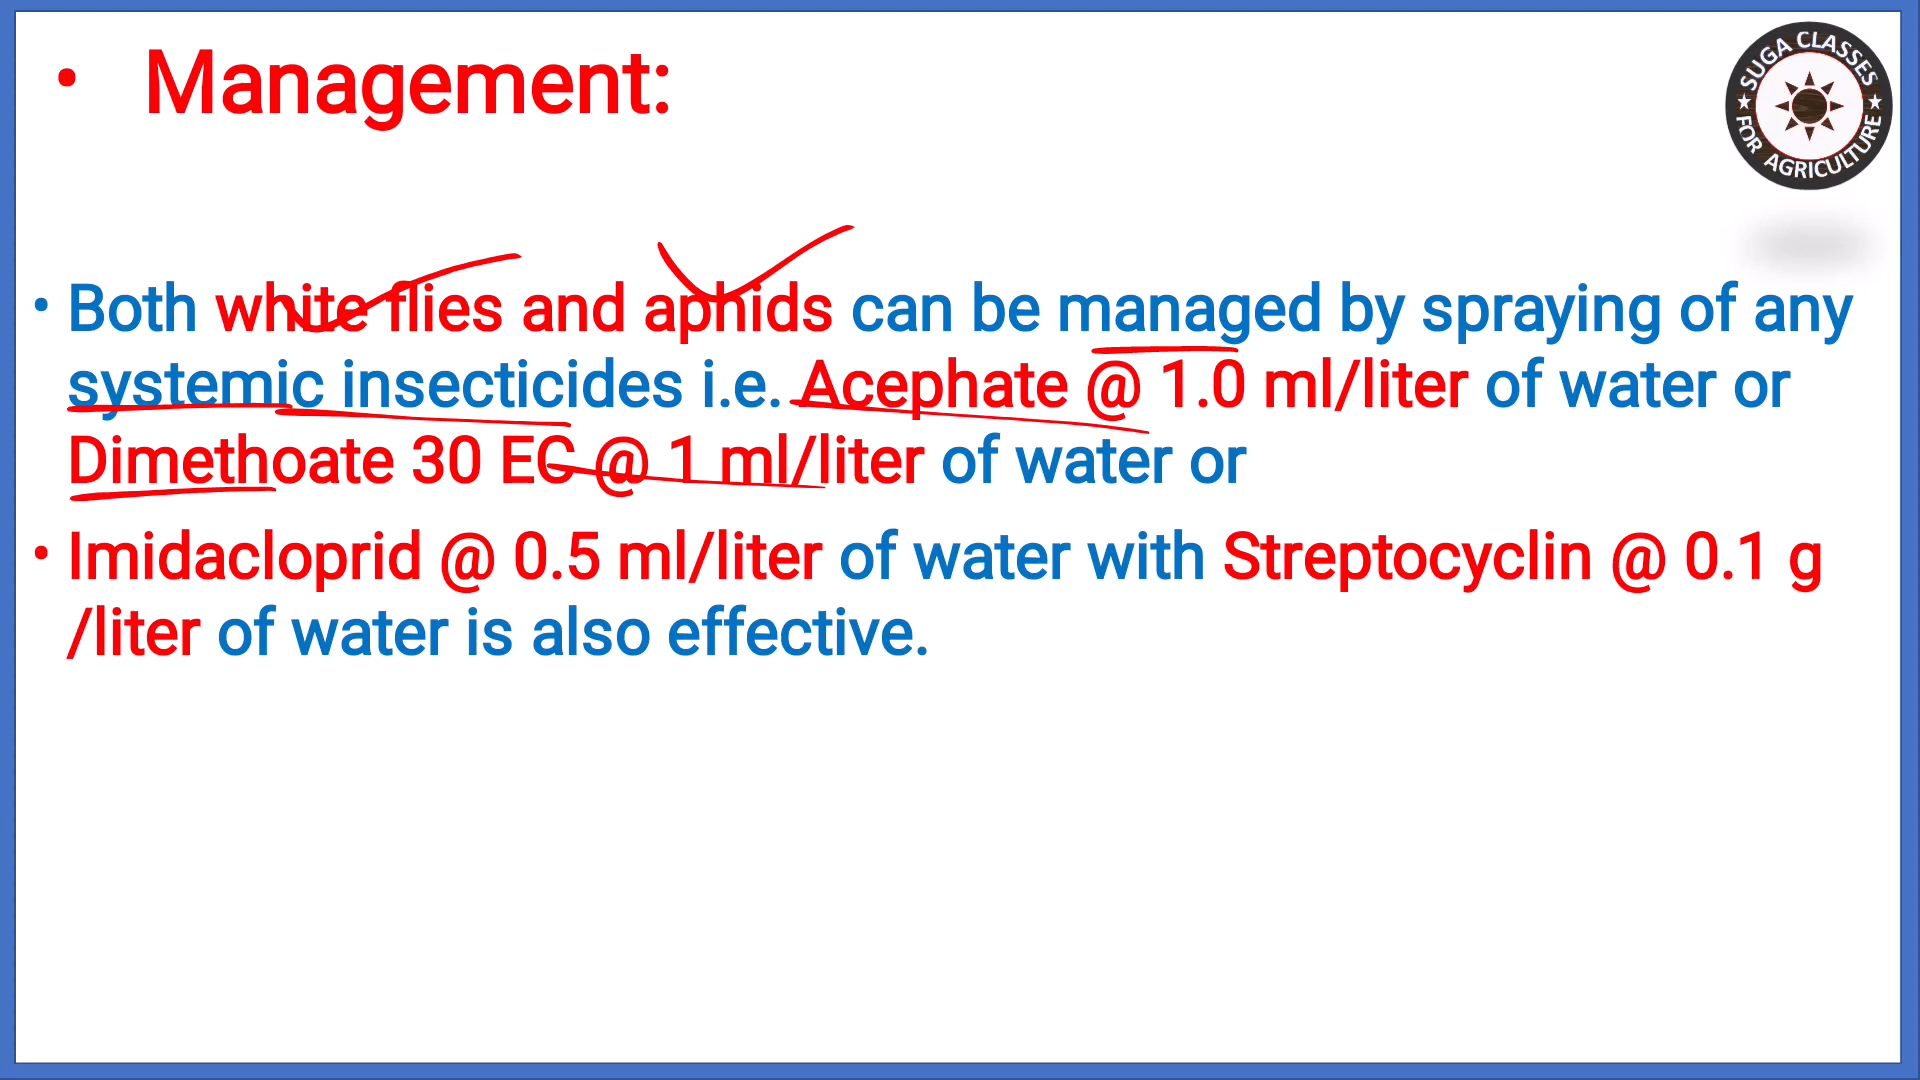 • Management:
SUGA CLASSES
FOR AGRICULTURE
• Both white flies and aphids can be managed by spraying of any
systemic insecticides i.e. Acephate @ 1.0 ml/liter of water or
Dimethoate 30 EC @ 1 ml/liter of water or
• Imidacloprid @ 0.5 ml/liter of water with Streptocyclin @ 0.1 g
/liter of water is also effective.